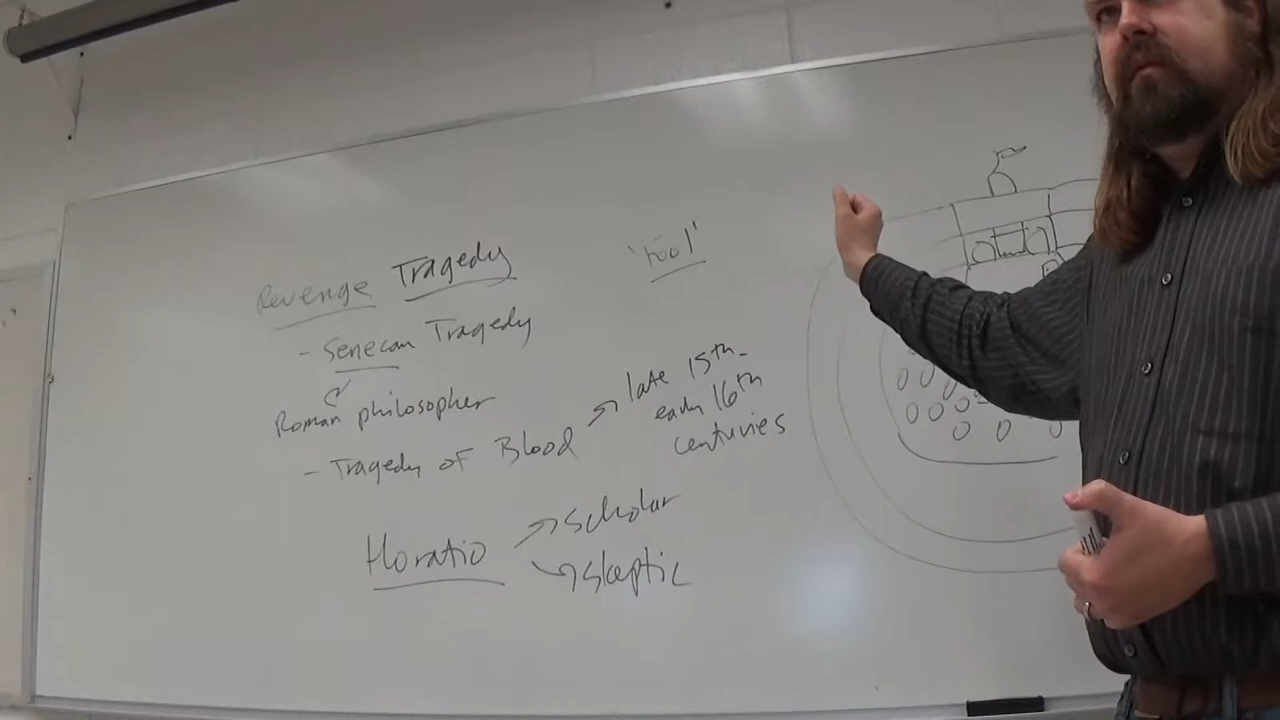 Revenge Tragedy
- Senecan Tragedy
Roman philosopher
- Tragedy of Blood
late 15th-
early 16th
centuries
Horatio
scholar
skeptic
'Fool'